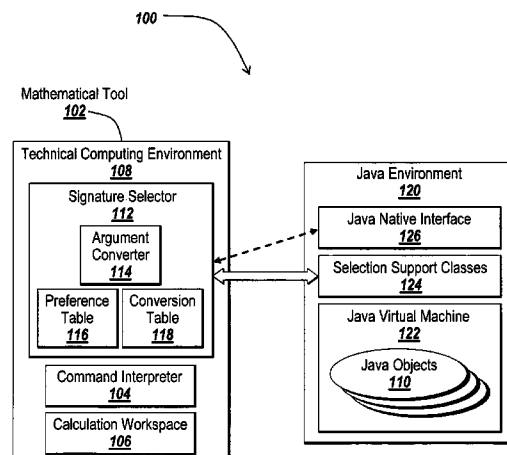 100
Mathematical Tool
102
Technical Computing Environment
108
Signature Selector
112
Argument
Converter
114
Preference
Table
116
Conversion
Table
118
Command Interpreter
104
Calculation Workspace
106
Java Environment
120
Java Native Interface
126
Selection Support Classes
124
Java Virtual Machine
122
Java Objects
110